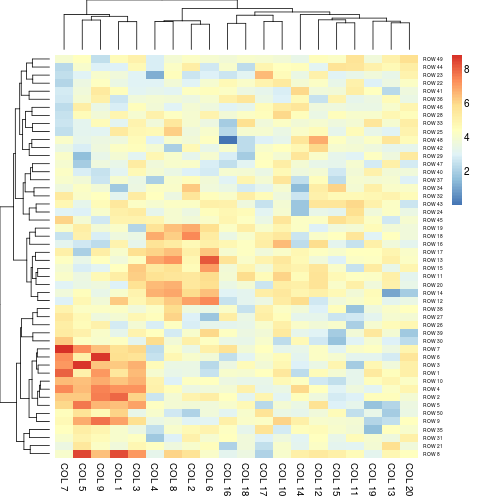 ROW 49
ROW 44
ROW 23
ROW 22
ROW 41
ROW 36
ROW 46
ROW 28
ROW 33
ROW 25
ROW 48
ROW 42
ROW 29
ROW 47
ROW 40
ROW 37
ROW 34
ROW 32
ROW 43
ROW 24
ROW 45
ROW 19
ROW 18
ROW 16
ROW 17
ROW 13
ROW 15
ROW 11
ROW 20
ROW 14
ROW 12
ROW 38
ROW 27
ROW 26
ROW 39
ROW 30
ROW 7
ROW 6
ROW 3
ROW 1
ROW 10
ROW 4
ROW 2
ROW 5
ROW 50
ROW 9
ROW 35
ROW 31
ROW 21
ROW 8
8
6
4
2
COL 7
COL 5
COL 9
COL 1
COL 3
COL 4
COL 8
COL 2
COL 6
COL 16
COL 18
COL 17
COL 10
COL 14
COL 12
COL 15
COL 11
COL 19
COL 13
COL 20